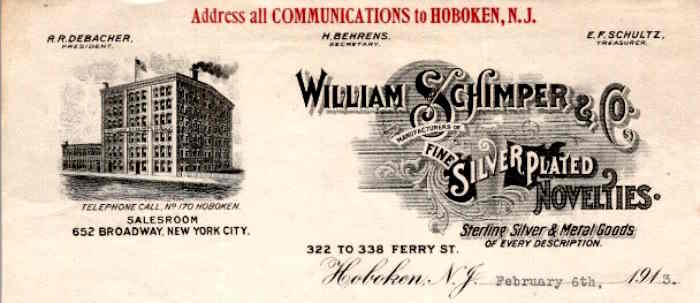 Address all COMMUNICATIONS to HOBOKEN, N.J.
R.R. DEBACHER, H. BEHRENS. E.F. SCHULTZ,
PRESIDENT. SECRETARY. TREASURER.
WILLIAM SCHIMPER & CO.
MANUFACTURERS OF
FINE SILVER PLATED
NOVELTIES.
Sterling Silver & Metal Goods
OF EVERY DESCRIPTION.
TELEPHONE CALL, No 170 HOBOKEN.
SALESROOM
652 BROADWAY, NEW YORK CITY.
322 TO 338 FERRY ST.
Hoboken, N.J. February 6th, 1913.